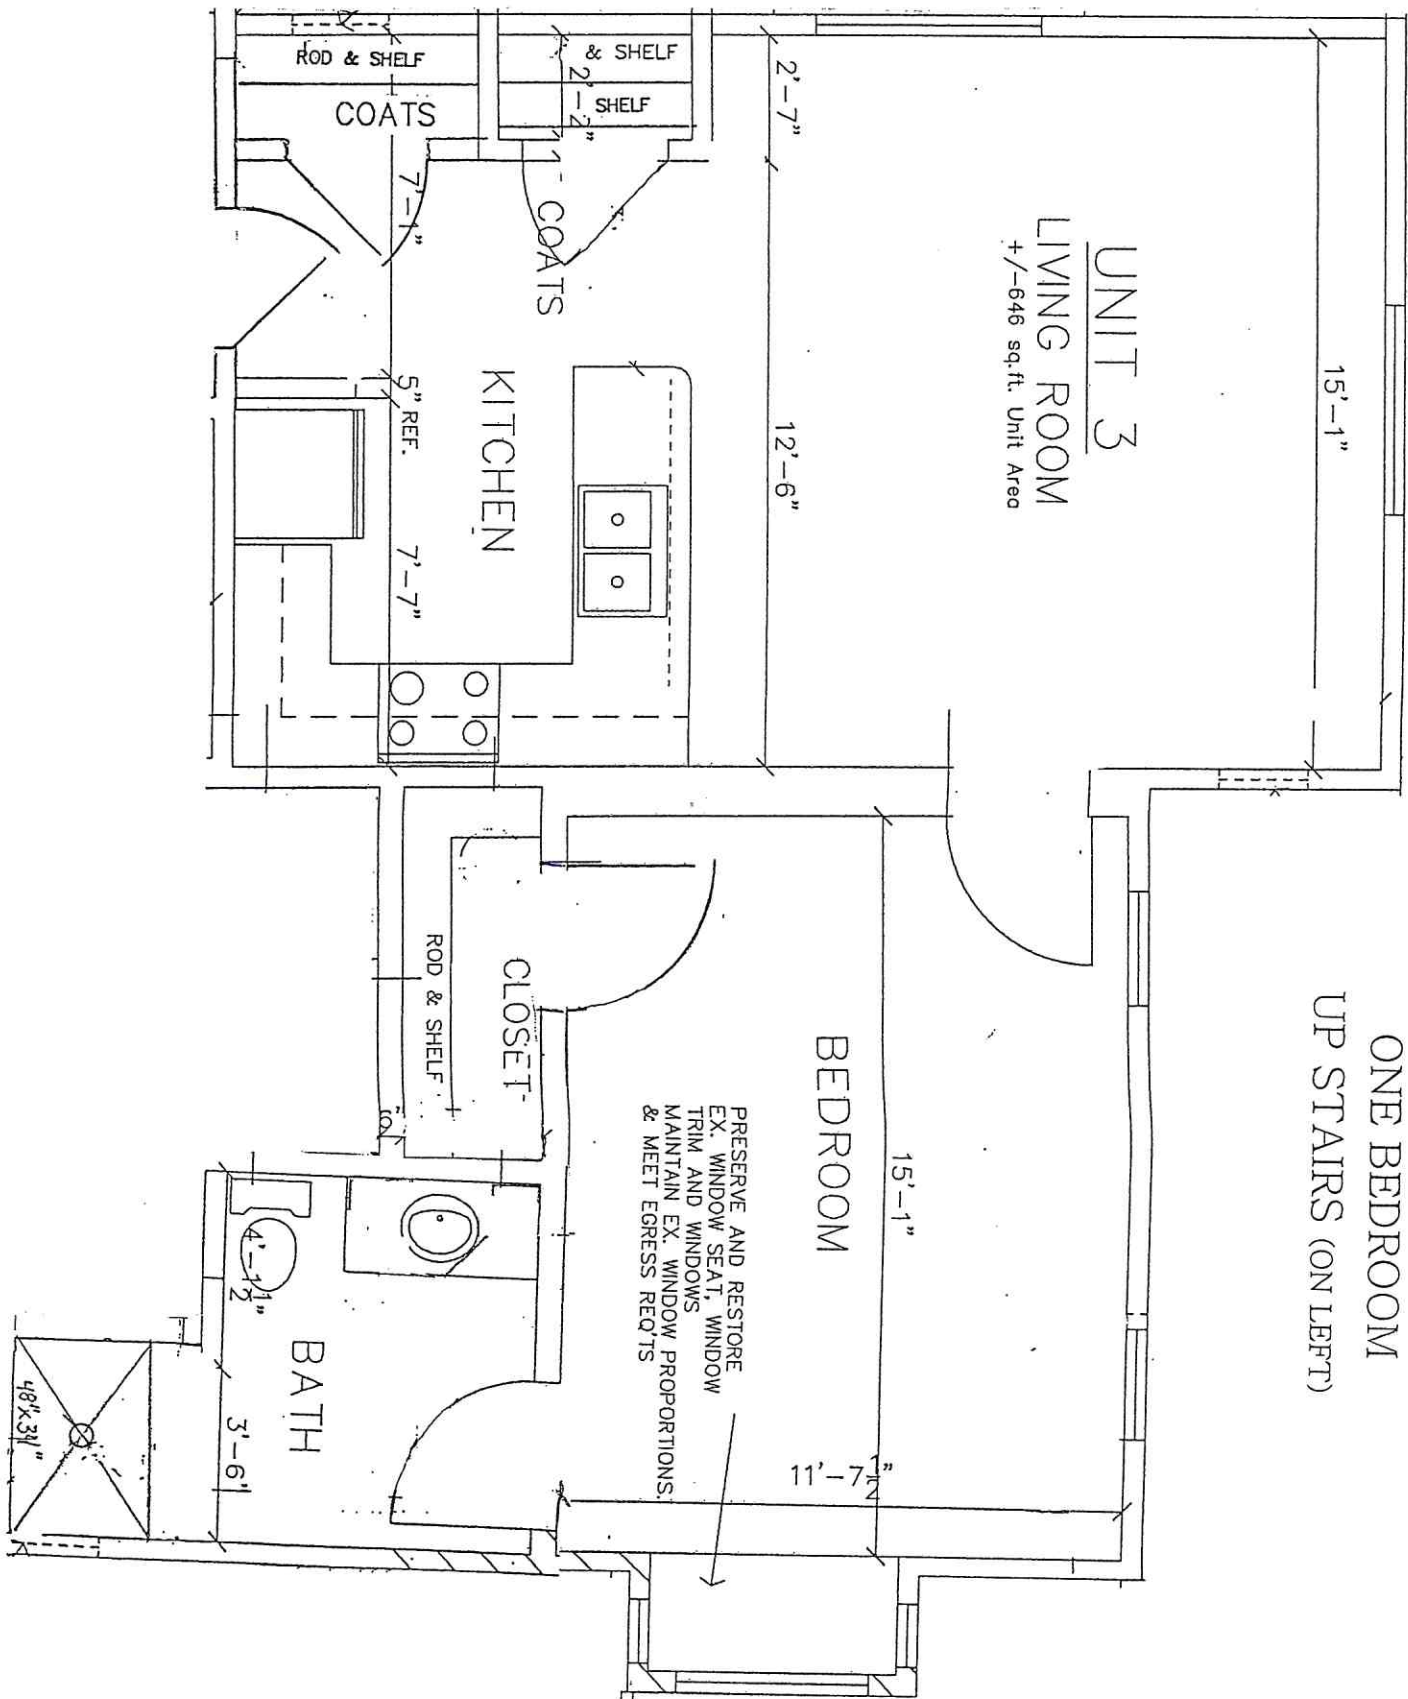 ONE BEDROOM
UP STAIRS (ON LEFT)
15'-1"
UNIT 3
LIVING ROOM
+/-646 sq.ft. Unit Area
2'-7"
12'-6"
& SHELF
SHELF
2'-2"
COATS
ROD & SHELF
COATS
7'-1"
5"
REF.
7'-7"
KITCHEN
BEDROOM
15'-1"
11'-7 1/2"
PRESERVE AND RESTORE
EX. WINDOW SEAT, WINDOW
TRIM AND WINDOWS
MAINTAIN EX. WINDOW PROPORTIONS.
& MEET EGRESS REQ'TS
CLOSET
ROD & SHELF
6"
BATH
4'-1 1/2"
3'-6"